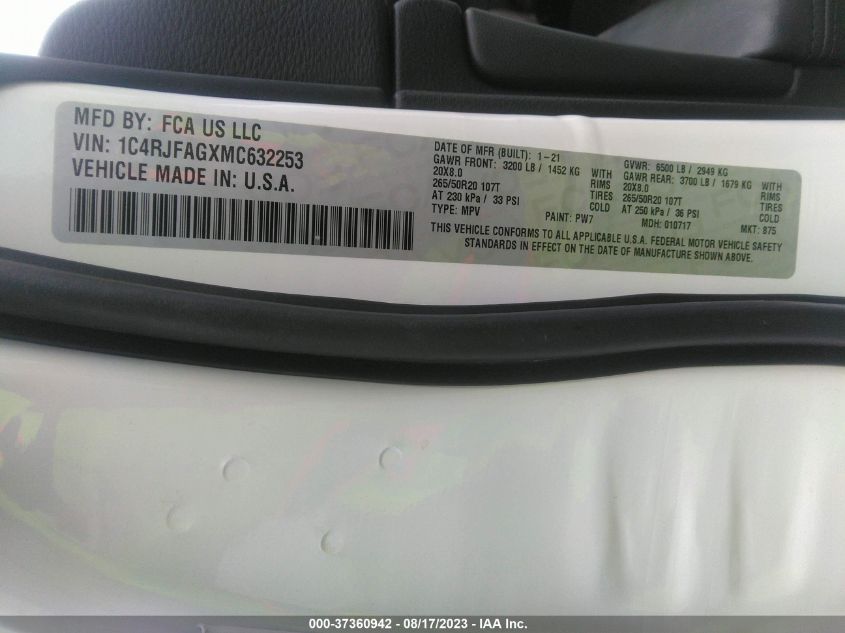 MFD BY: FCA US LLC
VIN: 1C4RJFAGXMC632253
VEHICLE MADE IN: U.S.A.
DATE OF MFR (BUILT): 1-21 GVWR: 6500 LB / 2949 KG
GAWR FRONT: 3200 LB / 1452 KG WITH GAWR REAR: 3700 LB / 1679 KG WITH
20X8.0 RIMS 20X8.0 RIMS
265/50R20 107T TIRES 265/50R20 107T TIRES
AT 230 kPa / 33 PSI COLD AT 250 kPa / 36 PSI COLD
TYPE: MPV PAINT: PW7 MDH: 010717 MKT: 875
THIS VEHICLE CONFORMS TO ALL APPLICABLE U.S.A. FEDERAL MOTOR VEHICLE SAFETY
STANDARDS IN EFFECT ON THE DATE OF MANUFACTURE SHOWN ABOVE.
000-37360942 - 08/17/2023 - IAA Inc.